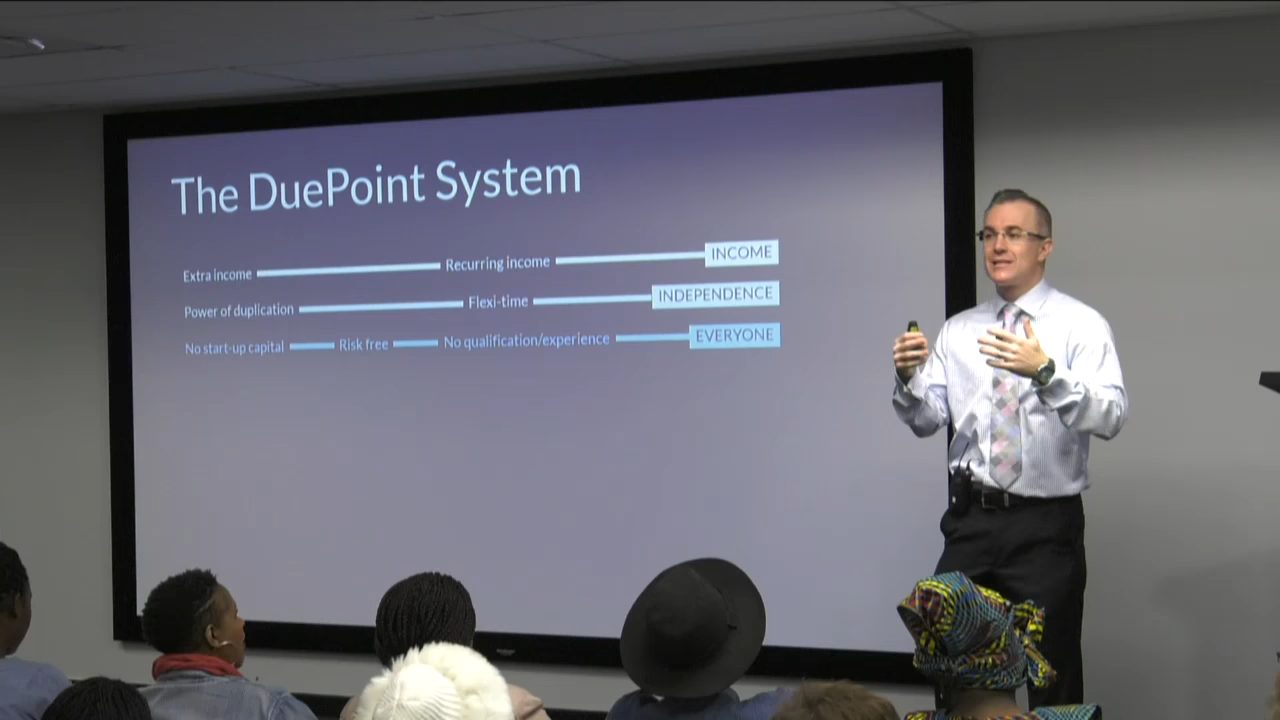 The DuePoint System
Extra income Recurring income INCOME
Power of duplication Flexi-time INDEPENDENCE
No start-up capital Risk free No qualification/experience EVERYONE